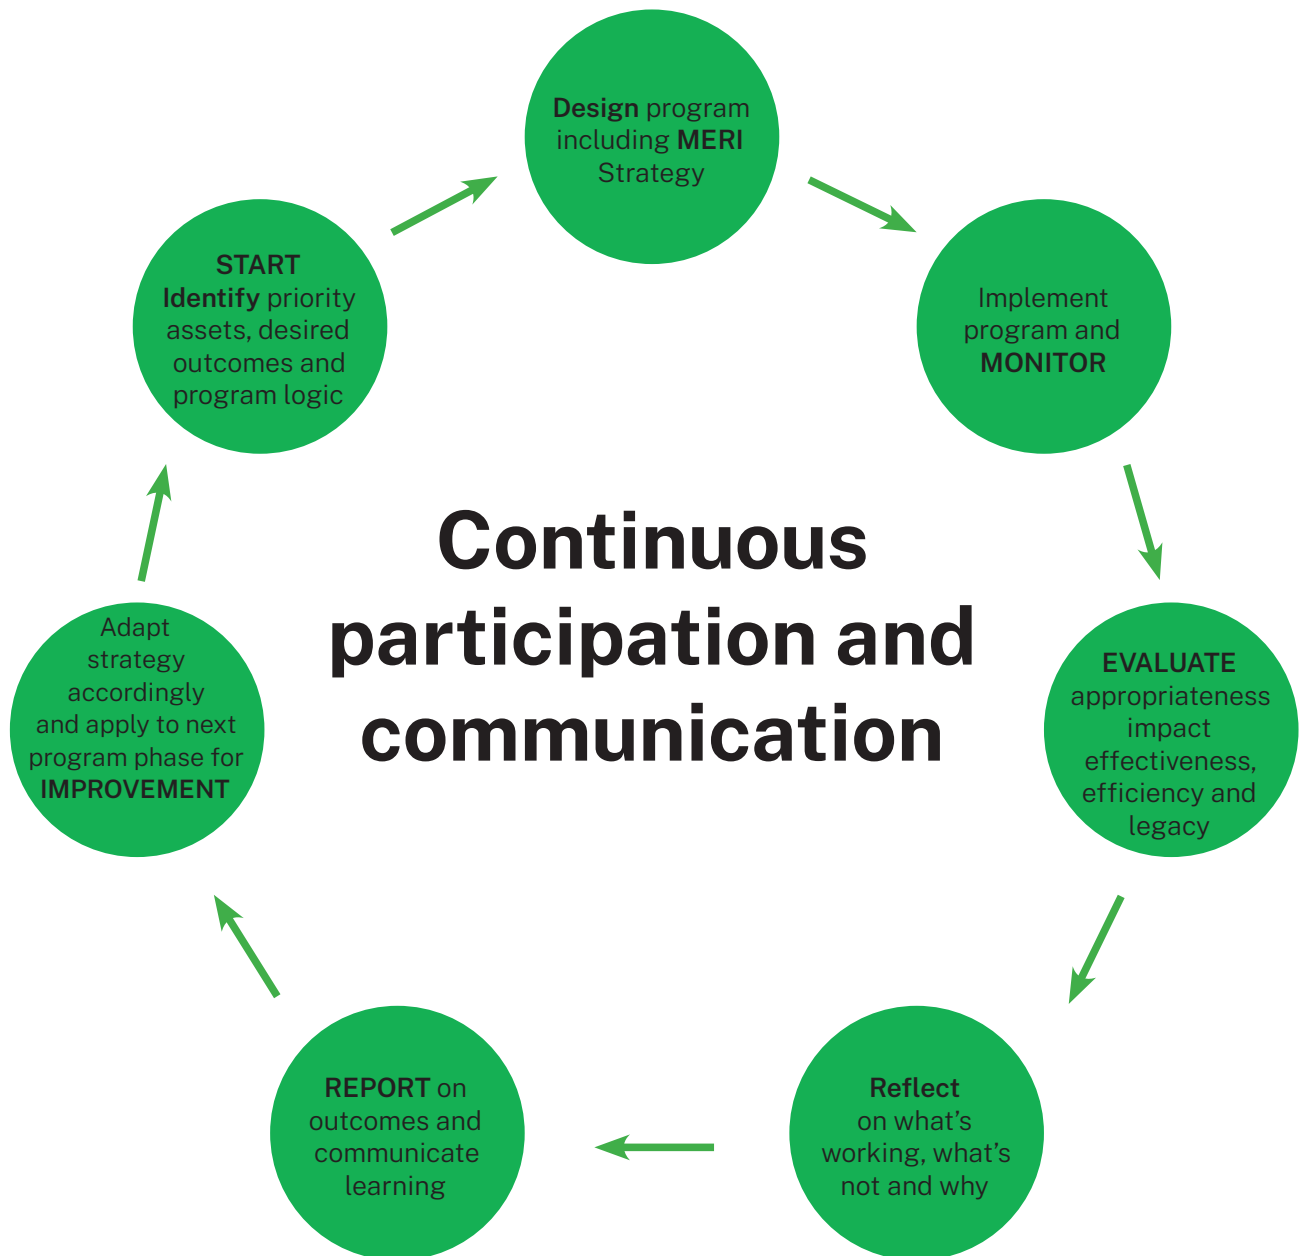 Design program
including MERI
Strategy
START
Identify priority
assets, desired
outcomes and
program logic
Implement
program and
MONITOR
Continuous
participation and
communication
Adapt
strategy
accordingly
and apply to next
program phase for
IMPROVEMENT
EVALUATE
appropriateness
impact
effectiveness,
efficiency and
legacy
REPORT on
outcomes and
communicate
learning
Reflect
on what’s
working, what’s
not and why